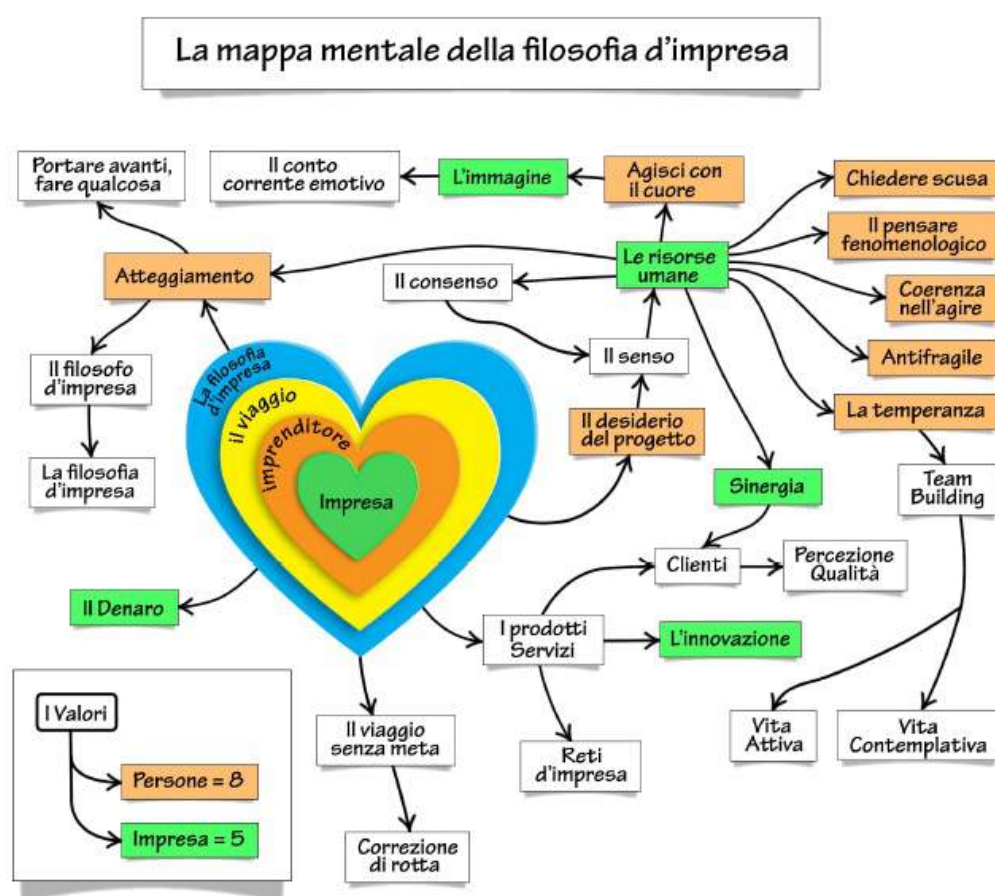 La mappa mentale della filosofia d'impresa
Portare avanti,
fare qualcosa
Il conto
corrente emotivo
L'immagine
Agisci con
il cuore
Chiedere scusa
Il pensare
fenomenologico
Atteggiamento
Il consenso
Le risorse
umane
Coerenza
nell'agire
Il filosofo
d'impresa
Il senso
Antifragile
La filosofia
d'impresa
il viaggio
imprenditore
Impresa
Il desiderio
del progetto
La temperanza
La filosofia
d'impresa
Sinergia
Team
Building
Clienti
Percezione
Qualità
Il Denaro
I prodotti
Servizi
L'innovazione
I Valori
Persone = 8
Impresa = 5
Il viaggio
senza meta
Reti
d'impresa
Vita
Attiva
Vita
Contemplativa
Correzione
di rotta